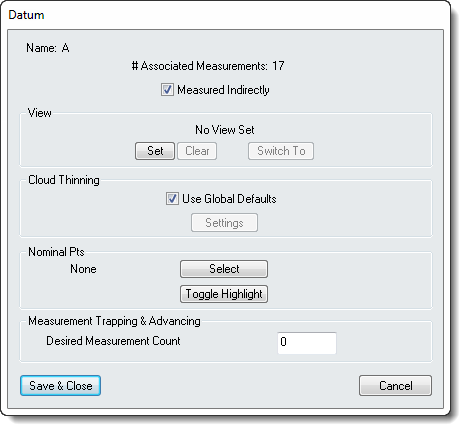 Datum
Name: A
# Associated Measurements: 17
Measured Indirectly
View
No View Set
Set Clear Switch To
Cloud Thinning
Use Global Defaults
Settings
Nominal Pts
None Select
Toggle Highlight
Measurement Trapping & Advancing
Desired Measurement Count 0
Save & Close Cancel